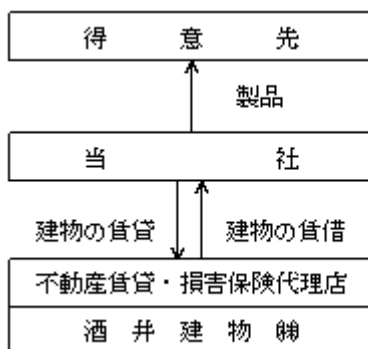 得意先
製品
当社
建物の賃貸 建物の賃借
不動産賃貸・損害保険代理店
酒井建物㈱